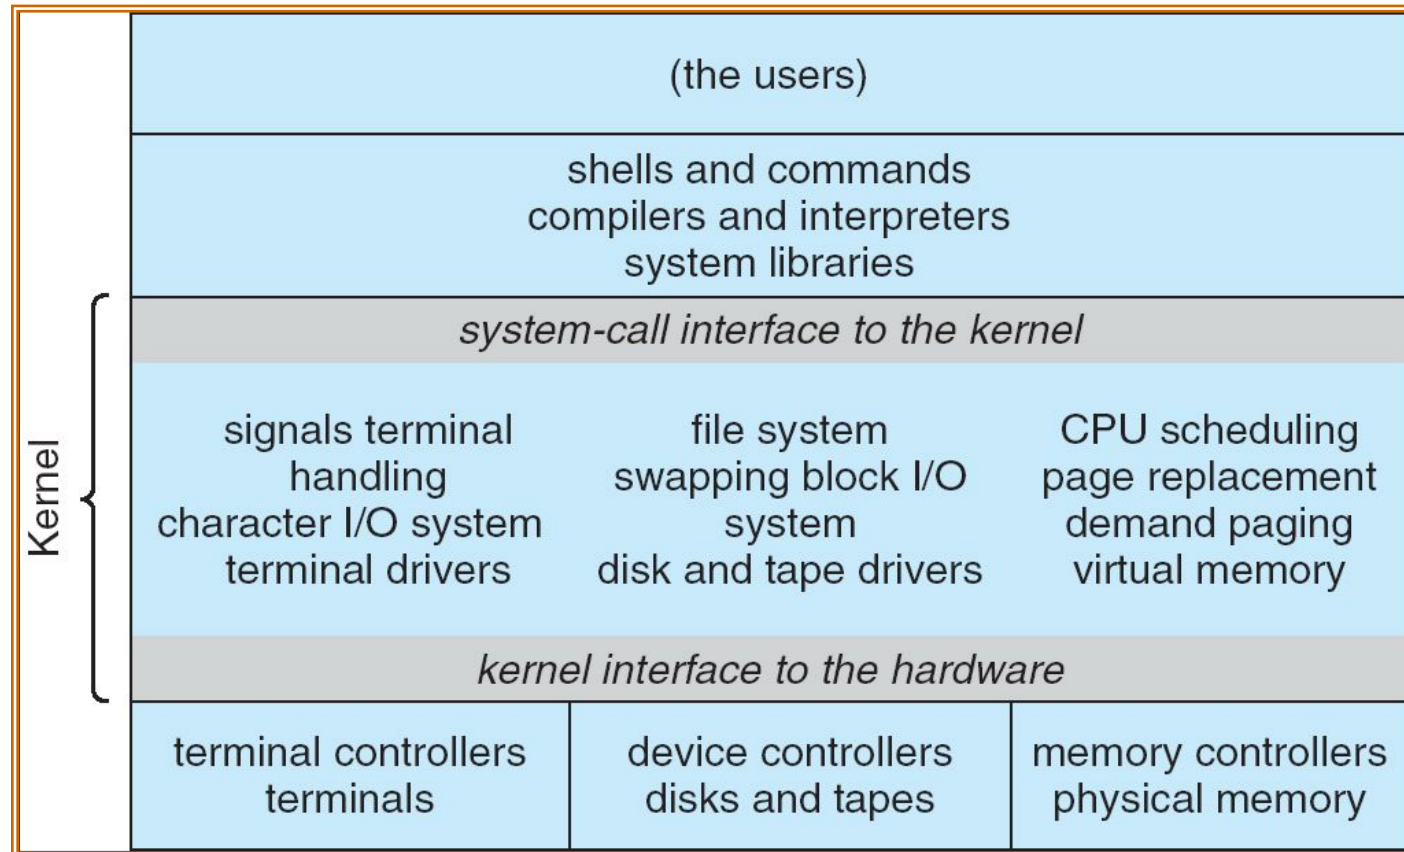 (the users)
shells and commands
compilers and interpreters
system libraries
system-call interface to the kernel
Kernel
signals terminal
handling
character I/O system
terminal drivers
file system
swapping block I/O
system
disk and tape drivers
CPU scheduling
page replacement
demand paging
virtual memory
kernel interface to the hardware
terminal controllers
terminals
device controllers
disks and tapes
memory controllers
physical memory